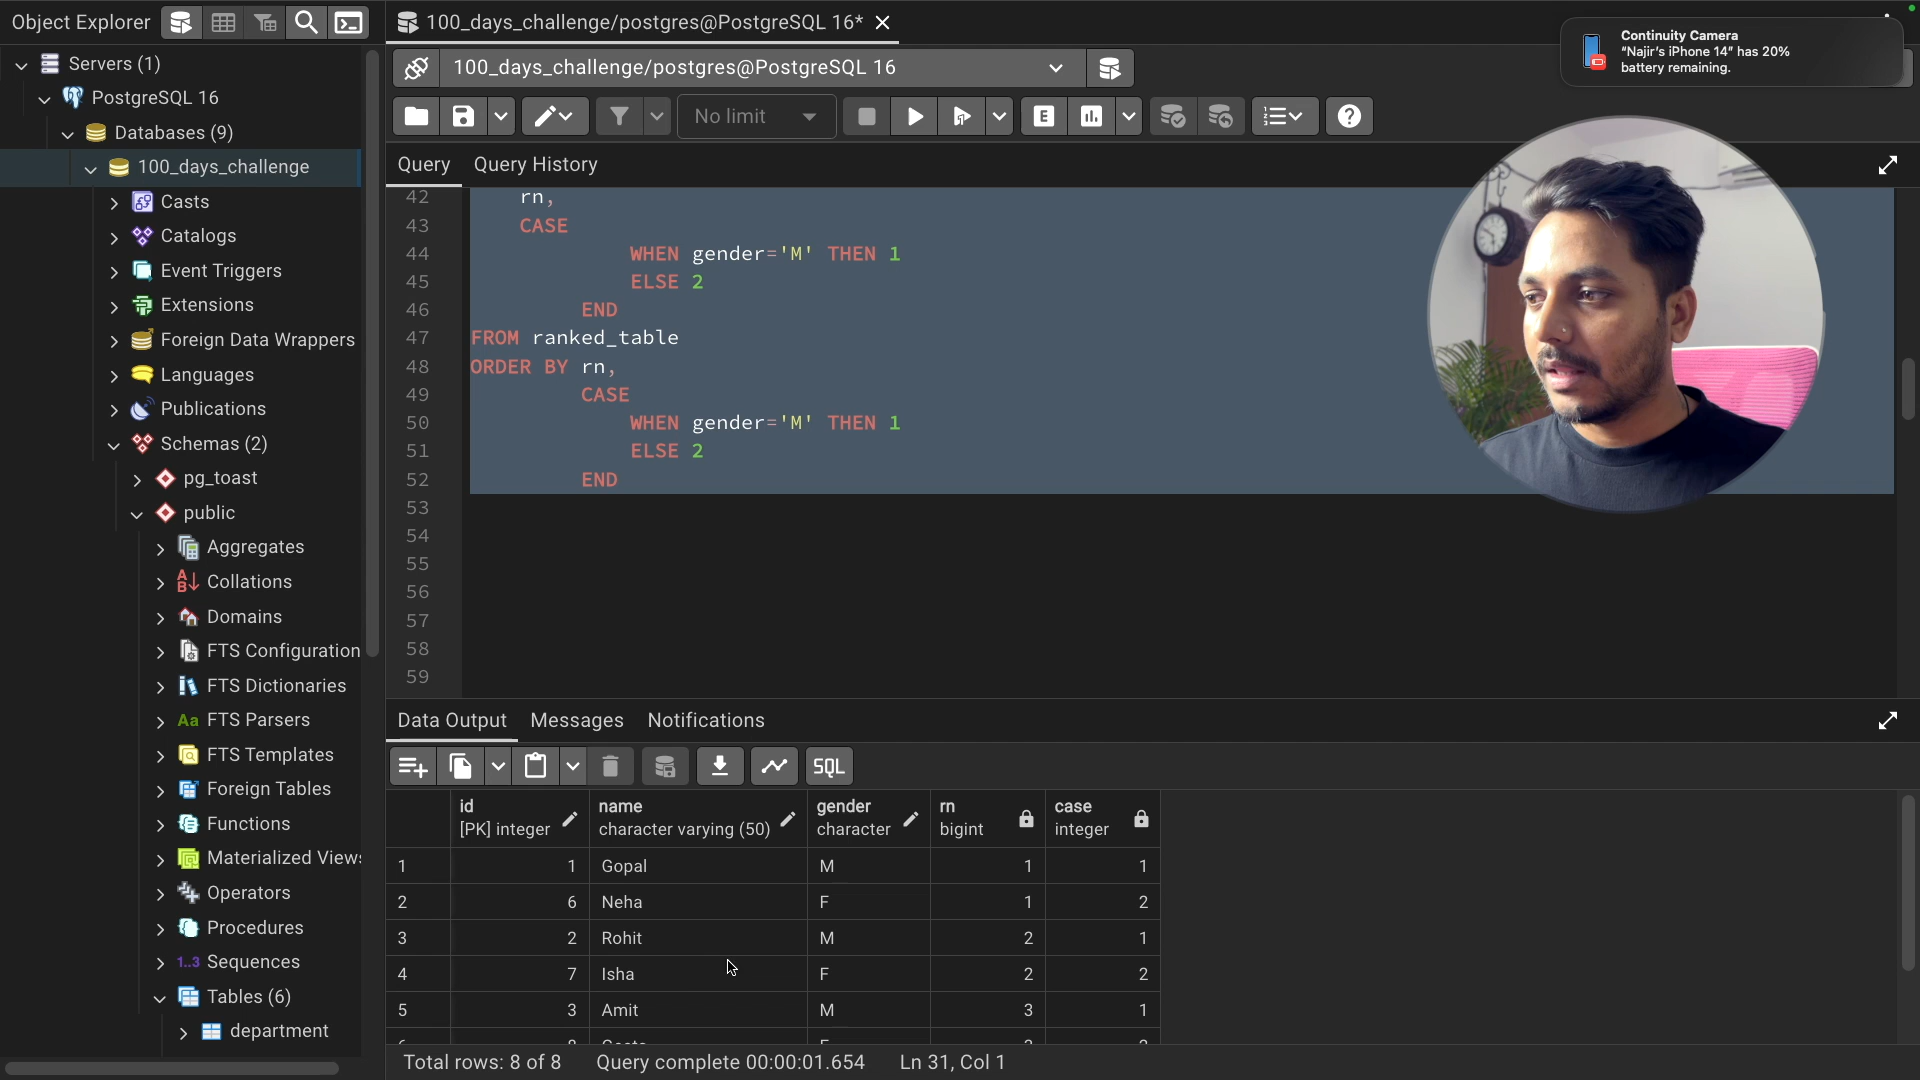 Object Explorer
100_days_challenge/postgres@PostgreSQL 16*
Continuity Camera
“Najir’s iPhone 14” has 20%
battery remaining.
Servers (1)
PostgreSQL 16
Databases (9)
100_days_challenge
Casts
Catalogs
Event Triggers
Extensions
Foreign Data Wrappers
Languages
Publications
Schemas (2)
pg_toast
public
Aggregates
Collations
Domains
FTS Configuration
FTS Dictionaries
Aa FTS Parsers
FTS Templates
Foreign Tables
Functions
Materialized Views
Operators
Procedures
1..3 Sequences
Tables (6)
department
100_days_challenge/postgres@PostgreSQL 16
No limit
E
Query Query History
42 rn,
43 CASE
44 WHEN gender='M' THEN 1
45 ELSE 2
46 END
47 FROM ranked_table
48 ORDER BY rn,
49 CASE
50 WHEN gender='M' THEN 1
51 ELSE 2
52 END
53
54
55
56
57
58
59
Data Output Messages Notifications
SQL
id name gender rn case
[PK] integer character varying (50) character bigint integer
1 1 Gopal M 1 1
2 6 Neha F 1 2
3 2 Rohit M 2 1
4 7 Isha F 2 2
5 3 Amit M 3 1
Total rows: 8 of 8 Query complete 00:00:01.654 Ln 31, Col 1